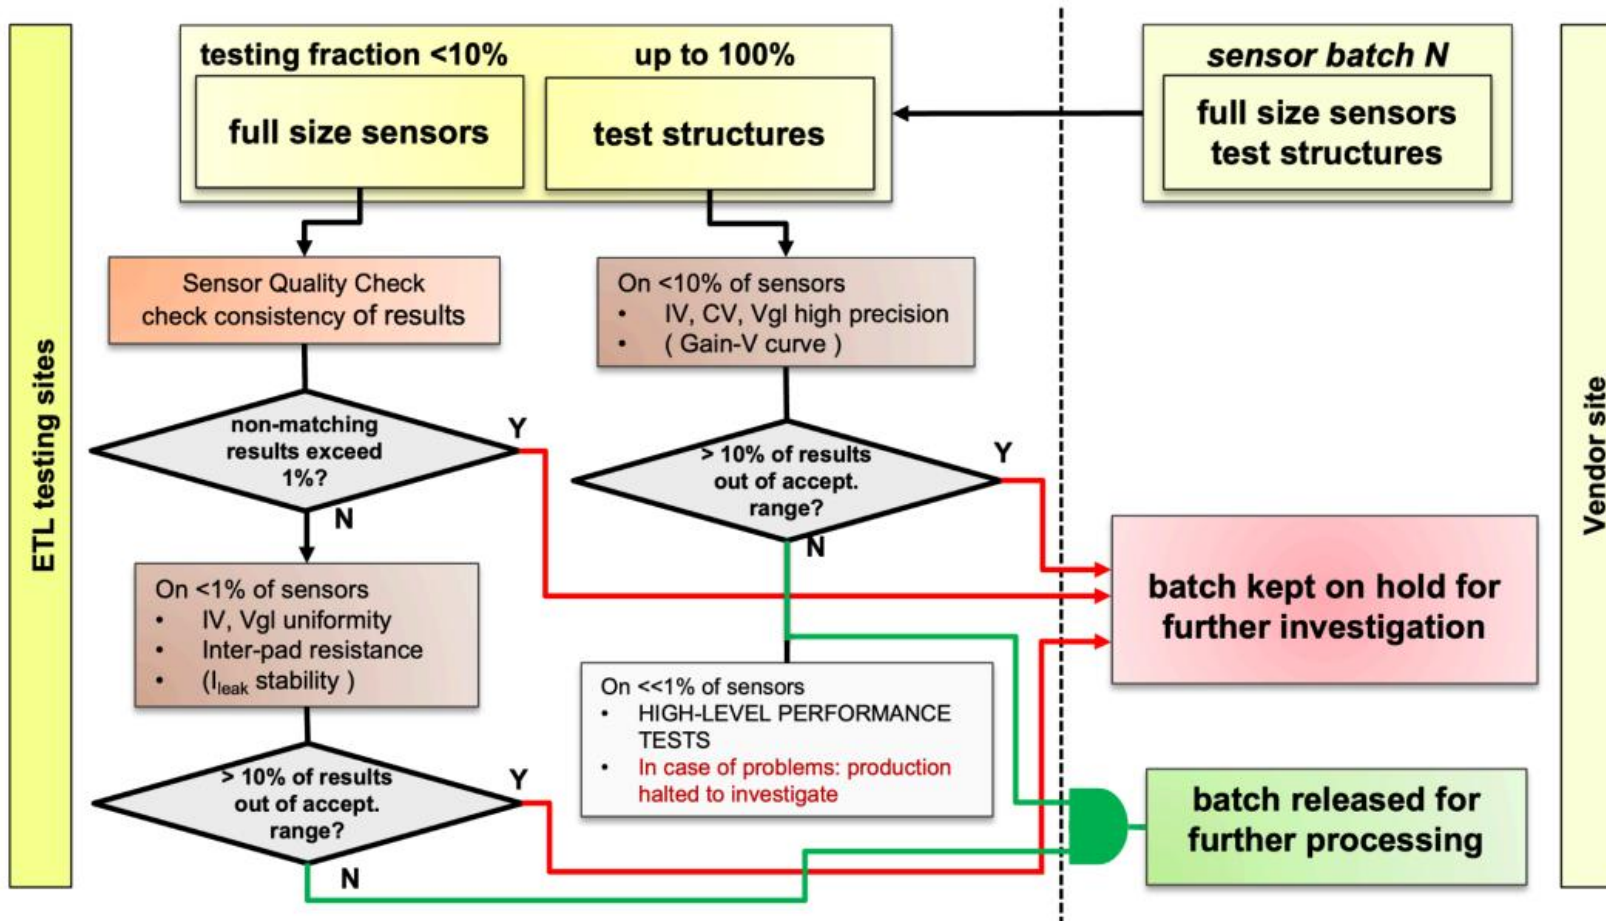 ETL testing sites
testing fraction <10%
full size sensors
up to 100%
test structures
sensor batch N
full size sensors
test structures
Vendor site
Sensor Quality Check
check consistency of results
On <10% of sensors
• IV, CV, Vgl high precision
• ( Gain-V curve )
non-matching
results exceed
1%?
Y
N
> 10% of results
out of accept.
range?
Y
N
On <1% of sensors
• IV, Vgl uniformity
• Inter-pad resistance
• (Ileak stability )
batch kept on hold for
further investigation
On <<1% of sensors
• HIGH-LEVEL PERFORMANCE
TESTS
• In case of problems: production
halted to investigate
> 10% of results
out of accept.
range?
Y
N
batch released for
further processing